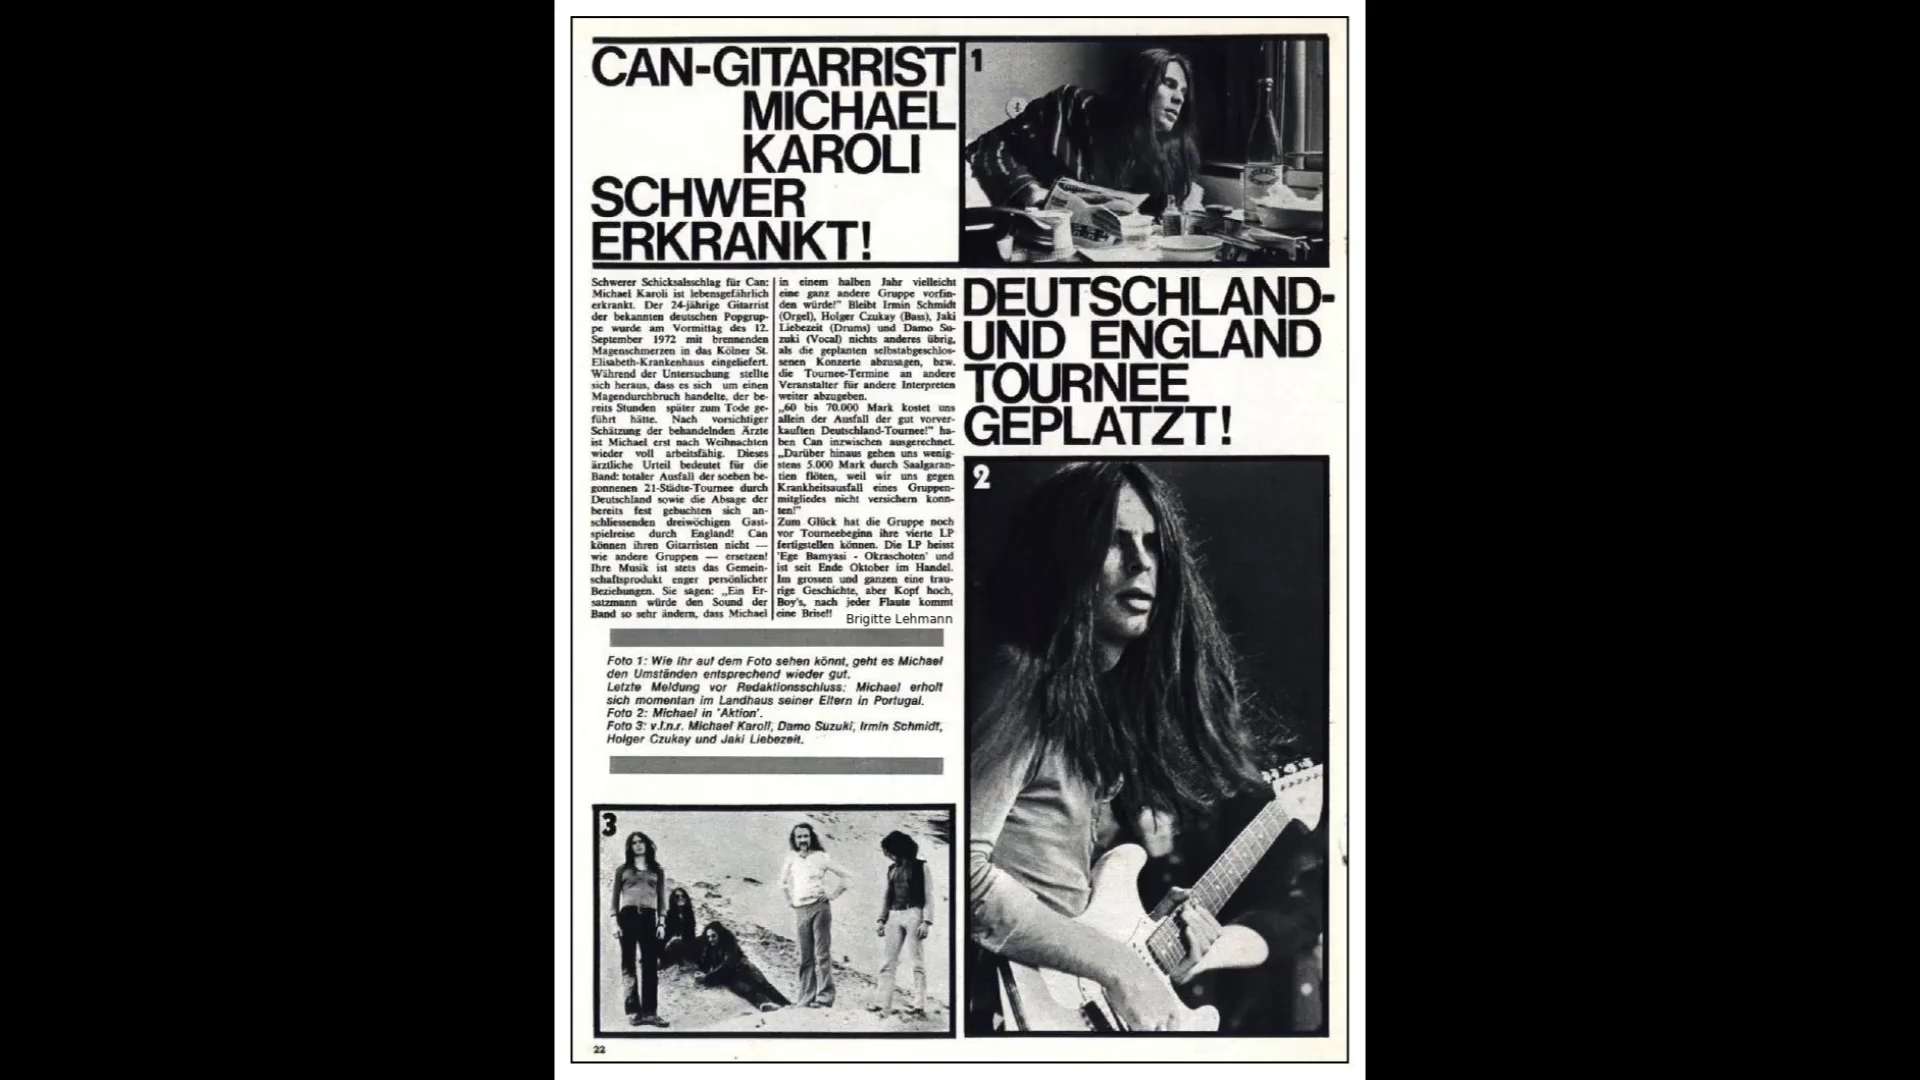 CAN-GITARRIST
MICHAEL
KAROLI
SCHWER
ERKRANKT!
1
Schwerer Schicksalsschlag für Can:
Michael Karoli ist lebensgefährlich
erkrankt. Der 24-jährige Gitarrist
der bekannten deutschen Popgrup-
pe wurde am Vormittag des 12.
September 1972 mit brennenden
Magenschmerzen in das Kölner St.
Elisabeth-Krankenhaus eingeliefert.
Während der Untersuchung stellte
sich heraus, dass es sich um einen
Magendurchbruch handelte, der be-
reits Stunden später zum Tode ge-
führt hätte. Nach vorsichtiger
Schätzung der behandelnden Ärzte
ist Michael erst nach Weihnachten
wieder voll arbeitsfähig. Dieses
ärztliche Urteil bedeutet für die
Band: totaler Ausfall der soeben be-
gonnenen 21-Städte-Tournee durch
Deutschland sowie die Absage der
bereits fest gebuchten sich an-
schliessenden dreiwöchigen Gast-
spielreise durch England! Can
können ihren Gitarristen nicht —
wie andere Gruppen — ersetzen!
Ihre Musik ist stets das Gemein-
schaftsprodukt enger persönlicher
Beziehungen. Sie sagen: „Ein Er-
satzmann würde den Sound der
Band so sehr ändern, dass Michael
in einem halben Jahr vielleicht
eine ganz andere Gruppe vorfin-
den würde!" Bleibt Irmin Schmidt
(Orgel), Holger Czukay (Bass), Jaki
Liebezeit (Drums) und Damo Su-
zuki (Vocal) nichts anderes übrig,
als die geplanten selbstabgeschlos-
senen Konzerte abzusagen, bzw.
die Tournee-Termine an andere
Veranstalter für andere Interpreten
weiter abzugeben.
„60 bis 70.000 Mark kostet uns
allein der Ausfall der gut vorver-
kauften Deutschland-Tournee!" ha-
ben Can inzwischen ausgerechnet.
„Darüber hinaus gehen uns wenig-
stens 5.000 Mark durch Saalgaran-
tien flöten, weil wir uns gegen
Krankheitsausfall eines Gruppen-
mitgliedes nicht versichern konn-
ten!"
Zum Glück hat die Gruppe noch
vor Tourneebeginn ihre vierte LP
fertigstellen können. Die LP heisst
'Ege Bamyasi - Okraschoten' und
ist seit Ende Oktober im Handel.
Im grossen und ganzen eine trau-
rige Geschichte, aber Kopf hoch,
Boy's, nach jeder Flaute kommt
eine Brise!!
Brigitte Lehmann
DEUTSCHLAND-
UND ENGLAND
TOURNEE
GEPLATZT!
2
Foto 1: Wie ihr auf dem Foto sehen könnt, geht es Michael
den Umständen entsprechend wieder gut.
Letzte Meldung vor Redaktionsschluss: Michael erholt
sich momentan im Landhaus seiner Eltern in Portugal.
Foto 2: Michael in 'Aktion'.
Foto 3: v.l.n.r. Michael Karoli, Damo Suzuki, Irmin Schmidt,
Holger Czukay und Jaki Liebezeit.
3
22